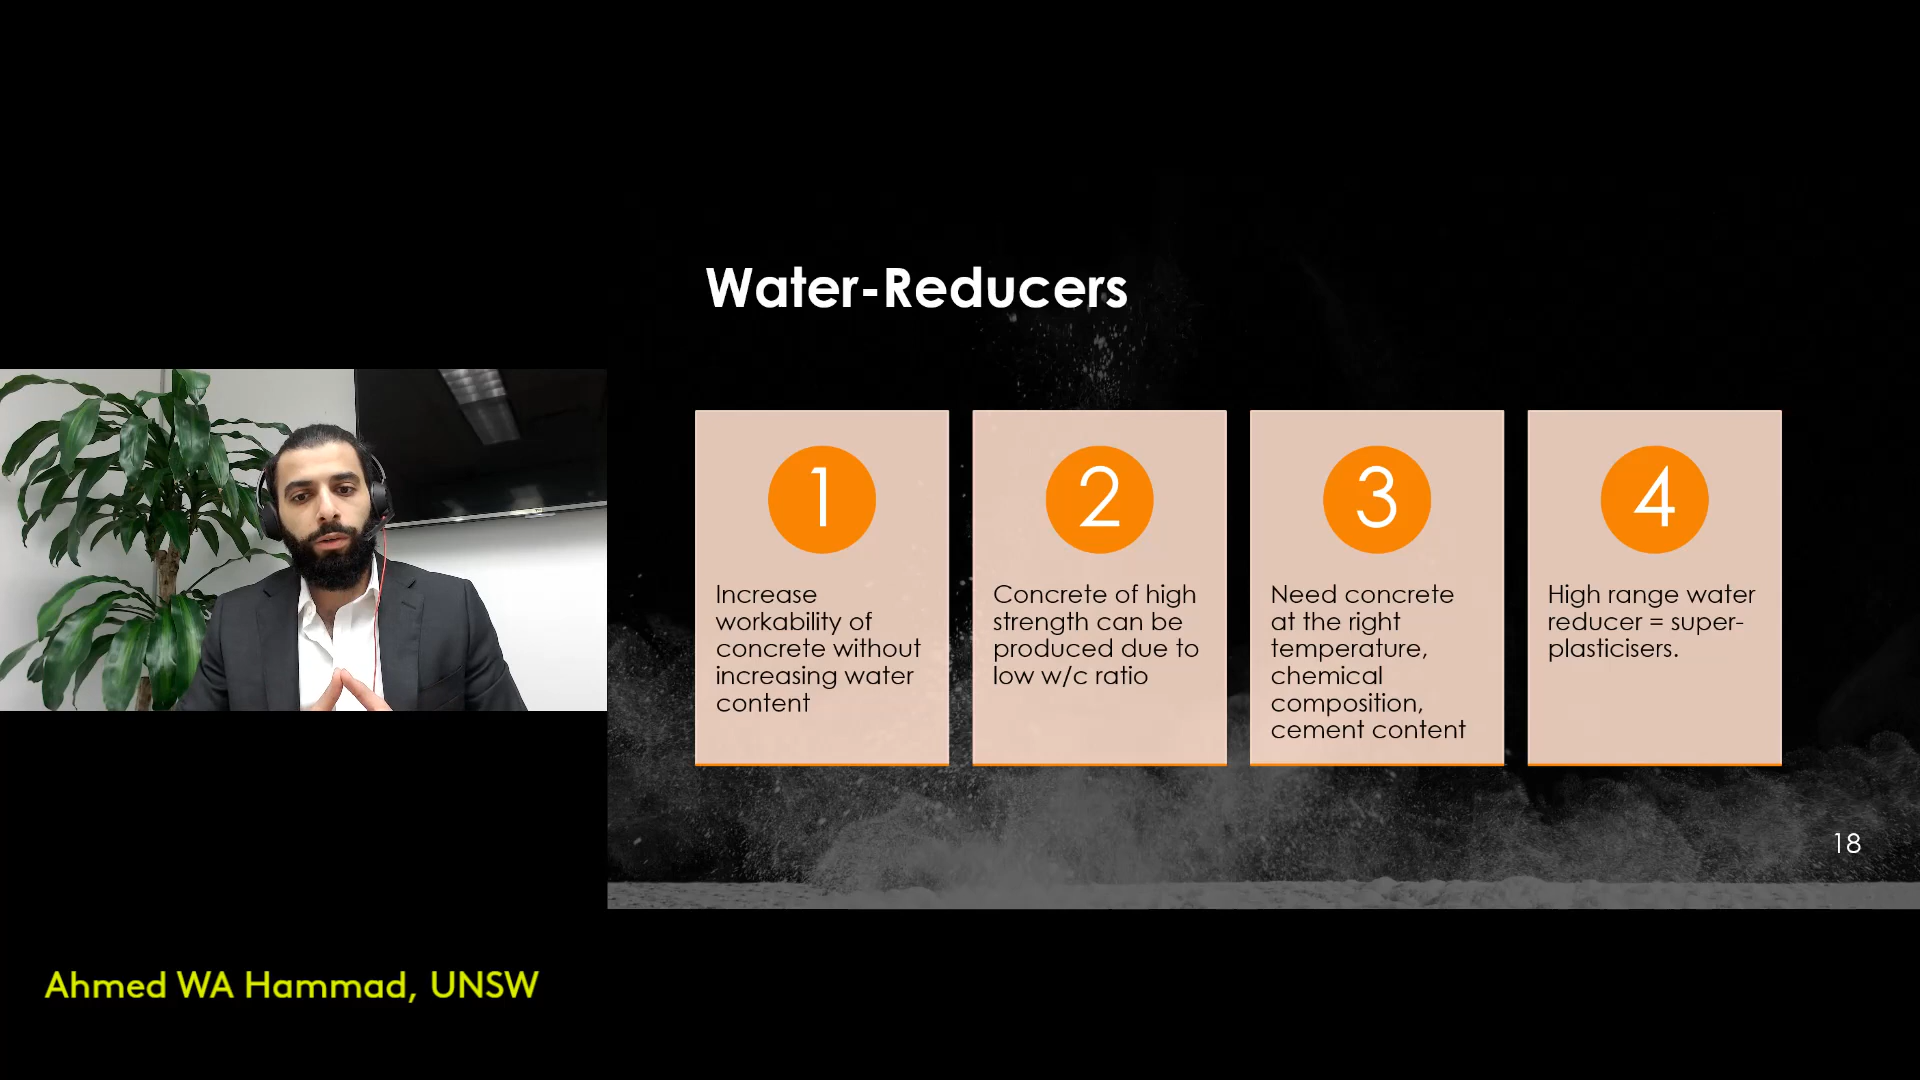 Water-Reducers
1
Increase
workability of
concrete without
increasing water
content
2
Concrete of high
strength can be
produced due to
low w/c ratio
3
Need concrete
at the right
temperature,
chemical
composition,
cement content
4
High range water
reducer = super-
plasticisers.
18
Ahmed WA Hammad, UNSW